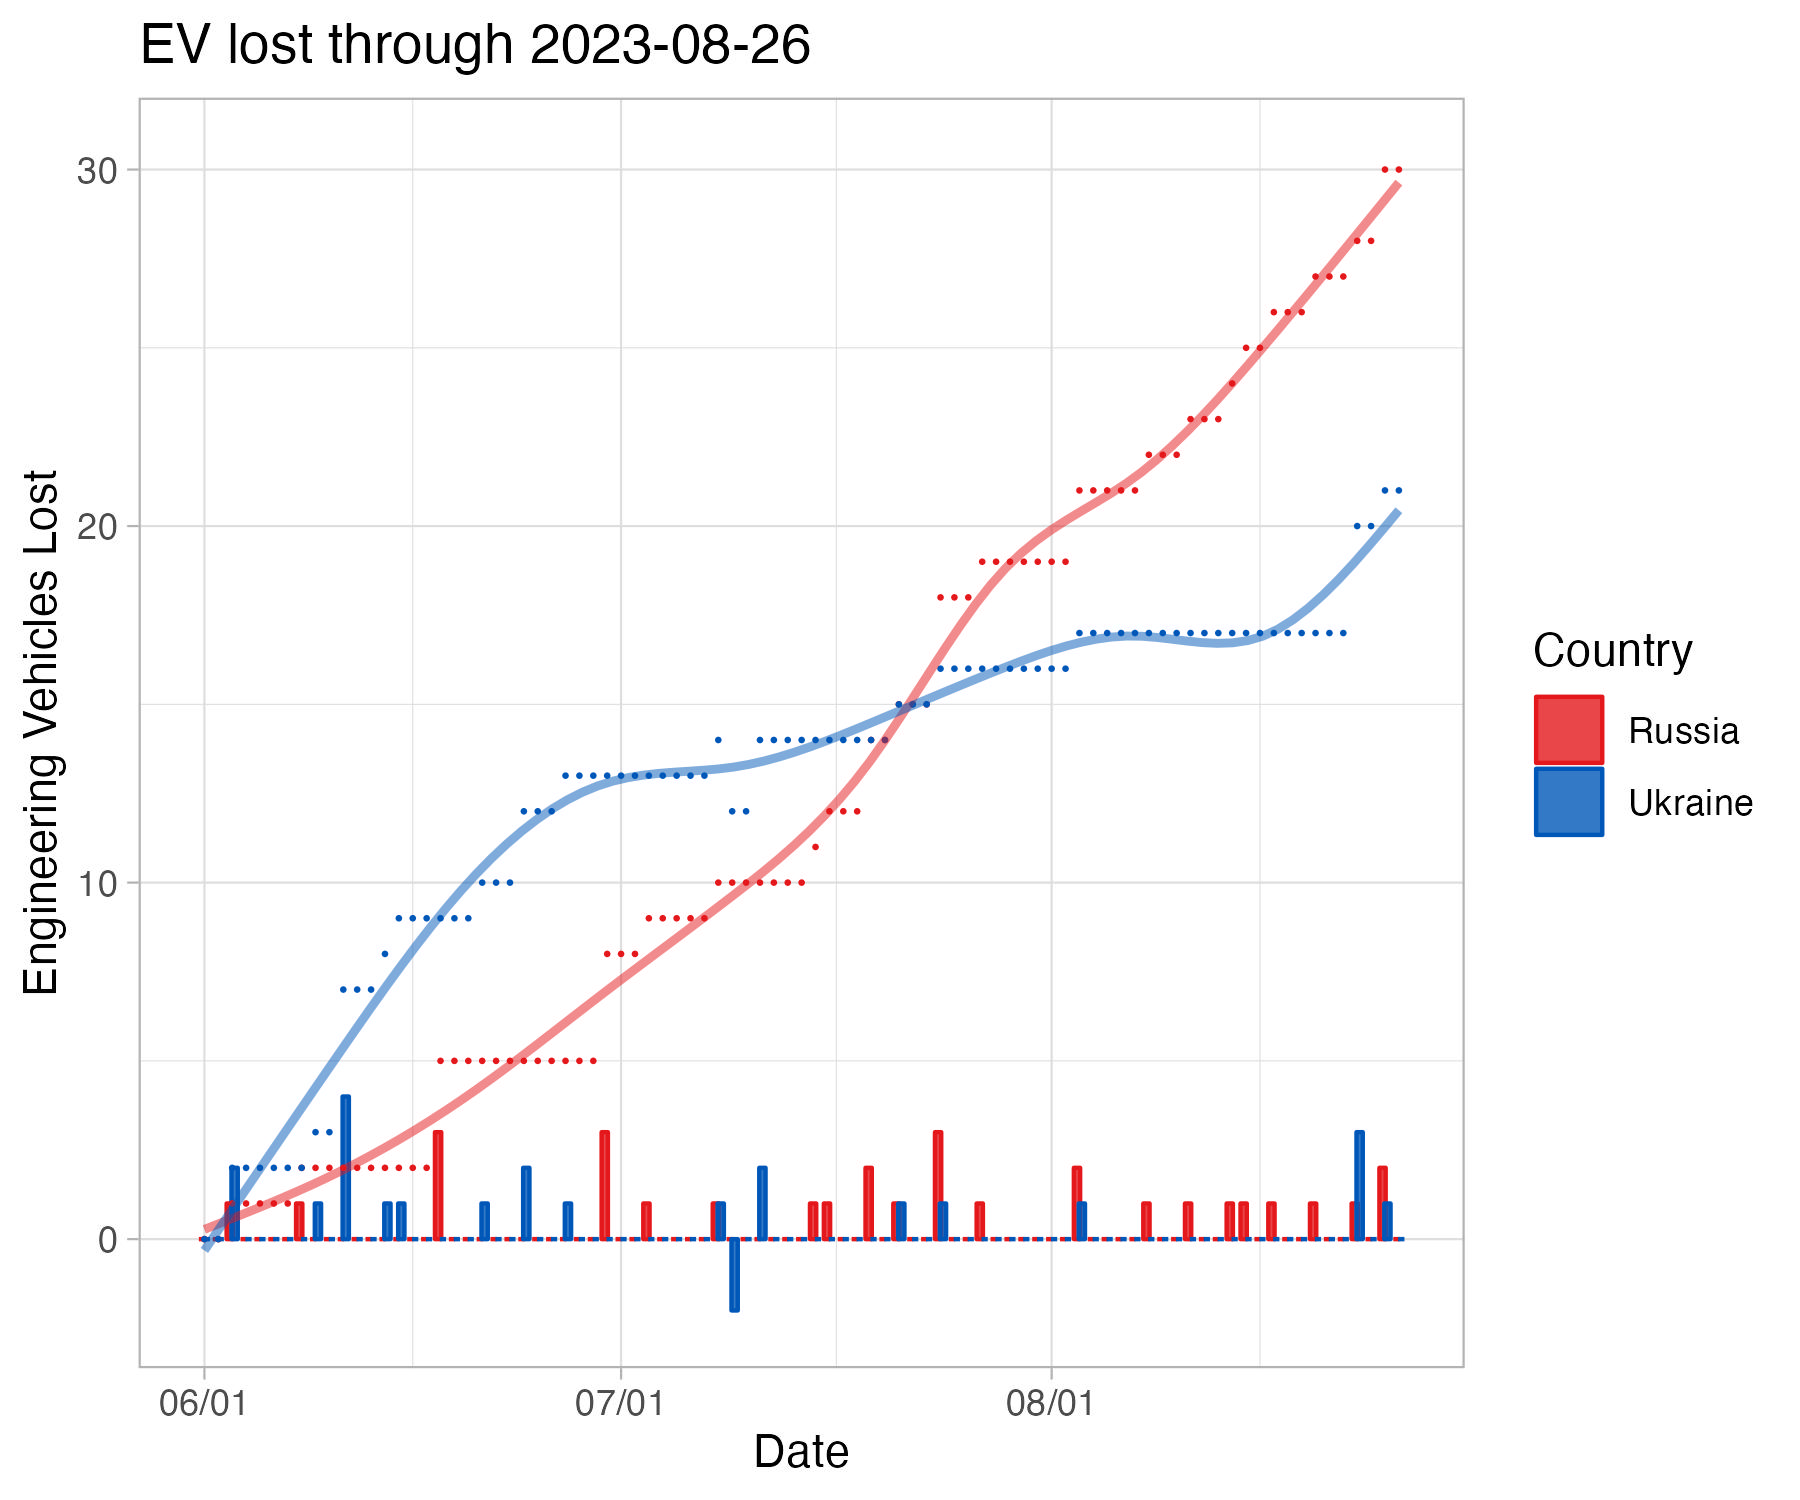 EV lost through 2023-08-26
Engineering Vehicles Lost
30
20
10
0
06/01
07/01
08/01
Date
Country
Russia
Ukraine